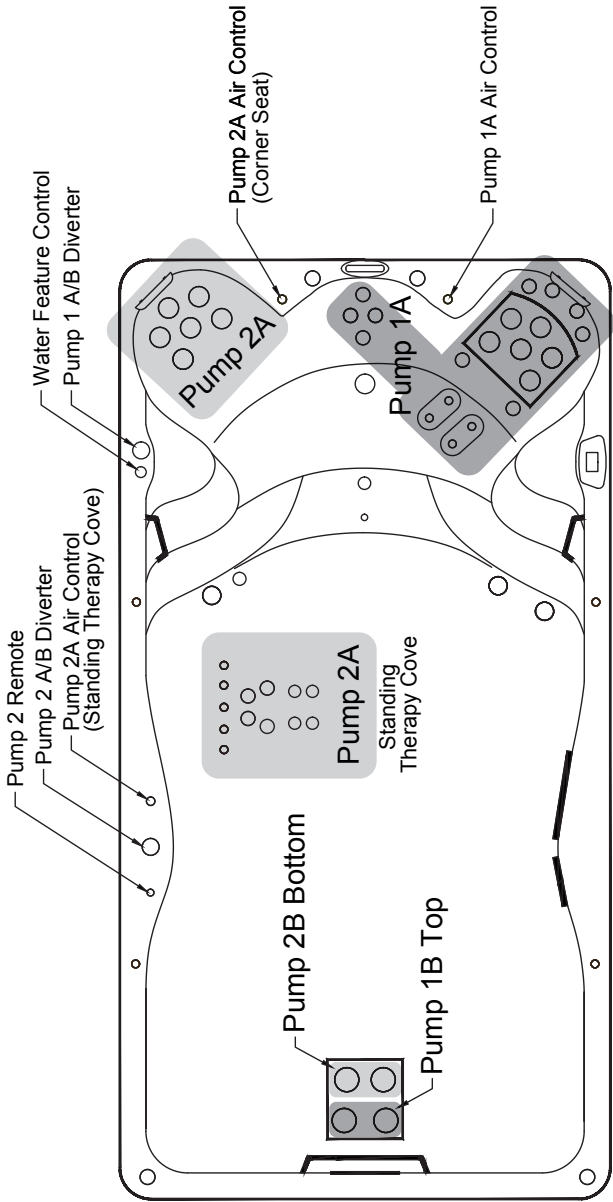 Pump 2 Remote
Pump 2 A/B Diverter
Pump 2A Air Control
(Standing Therapy Cove)
Water Feature Control
Pump 1 A/B Diverter
Pump 2A Air Control
(Corner Seat)
Pump 1A Air Control
Pump 2A
Pump 1A
Pump 2A
Standing
Therapy Cove
Pump 2B Bottom
Pump 1B Top